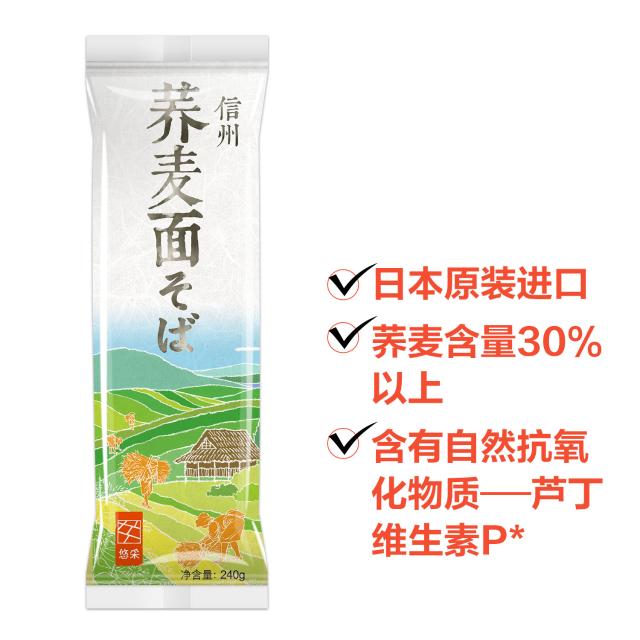 信州
荞麦面そば
悠采
净含量: 240g
日本原装进口
荞麦含量30%
以上
含有自然抗氧
化物质──芦丁
维生素P*